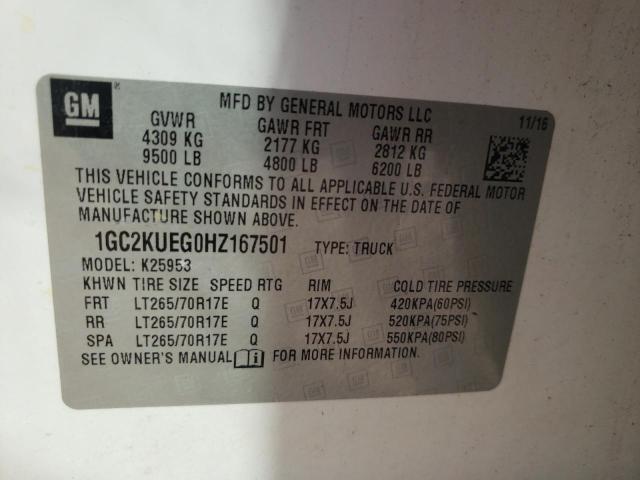 GM
MFD BY GENERAL MOTORS LLC
11/16
GVWR GAWR FRT GAWR RR
4309 KG 2177 KG 2812 KG
9500 LB 4800 LB 6200 LB
THIS VEHICLE CONFORMS TO ALL APPLICABLE U.S. FEDERAL MOTOR
VEHICLE SAFETY STANDARDS IN EFFECT ON THE DATE OF
MANUFACTURE SHOWN ABOVE.
1GC2KUEG0HZ167501 TYPE: TRUCK
MODEL: K25953
KHWN TIRE SIZE SPEED RTG RIM COLD TIRE PRESSURE
FRT LT265/70R17E Q 17X7.5J 420KPA(60PSI)
RR LT265/70R17E Q 17X7.5J 520KPA(75PSI)
SPA LT265/70R17E Q 17X7.5J 550KPA(80PSI)
SEE OWNER'S MANUAL FOR MORE INFORMATION.